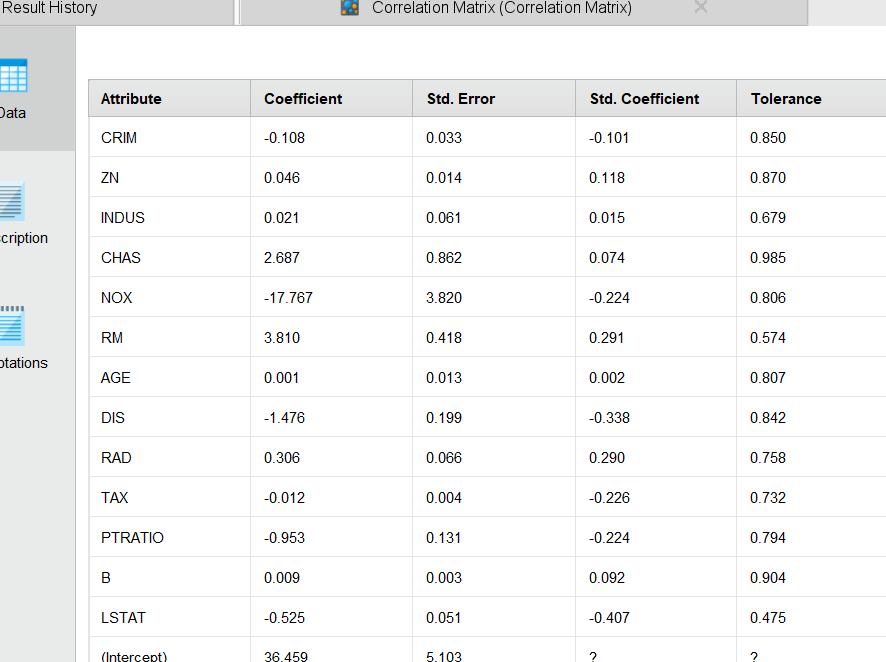 Result History Correlation Matrix (Correlation Matrix)
Data
cription
otations
Attribute Coefficient Std. Error Std. Coefficient Tolerance
CRIM -0.108 0.033 -0.101 0.850
ZN 0.046 0.014 0.118 0.870
INDUS 0.021 0.061 0.015 0.679
CHAS 2.687 0.862 0.074 0.985
NOX -17.767 3.820 -0.224 0.806
RM 3.810 0.418 0.291 0.574
AGE 0.001 0.013 0.002 0.807
DIS -1.476 0.199 -0.338 0.842
RAD 0.306 0.066 0.290 0.758
TAX -0.012 0.004 -0.226 0.732
PTRATIO -0.953 0.131 -0.224 0.794
B 0.009 0.003 0.092 0.904
LSTAT -0.525 0.051 -0.407 0.475
(Intercept) 36.459 5.103 ? ?